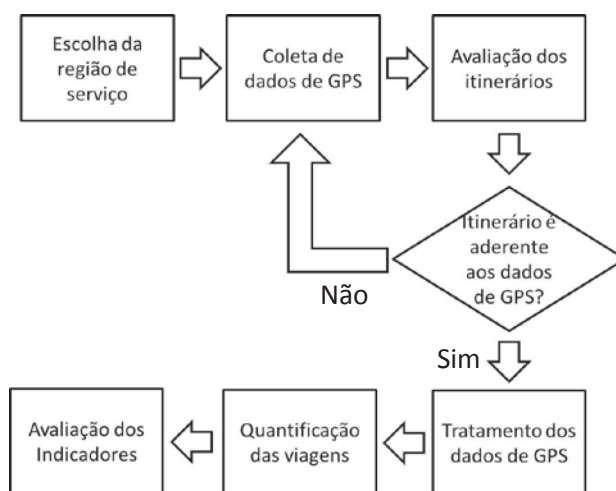 Escolha da
região de
serviço
Coleta de
dados de GPS
Avaliação dos
itinerários
Itinerário é
aderente
aos dados
de GPS?
Não
Sim
Tratamento dos
dados de GPS
Quantificação
das viagens
Avaliação dos
Indicadores